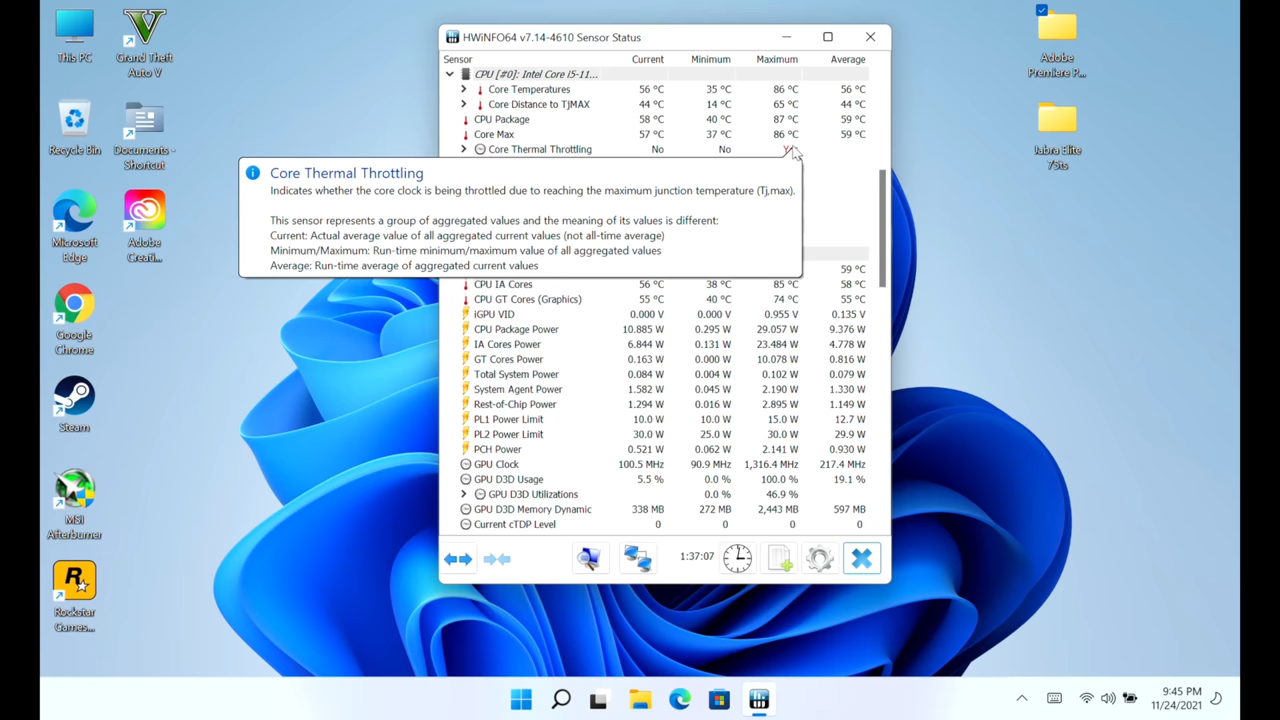 This PC
Grand Theft
Auto V
Recycle Bin
Documents -
Shortcut
Microsoft
Edge
Adobe
Creati...
Google
Chrome
Steam
MSI
Afterburner
Rockstar
Games...
Adobe
Premiere P...
Jabra Elite
75ts
HWiNFO64 v7.14-4610 Sensor Status
Sensor Current Minimum Maximum Average
CPU [#0]: Intel Core i5-11...
Core Temperatures 56 °C 35 °C 86 °C 56 °C
Core Distance to TjMAX 44 °C 14 °C 65 °C 44 °C
CPU Package 58 °C 40 °C 87 °C 59 °C
Core Max 57 °C 37 °C 86 °C 59 °C
Core Thermal Throttling No No
Core Thermal Throttling
Indicates whether the core clock is being throttled due to reaching the maximum junction temperature (Tj,max).
This sensor represents a group of aggregated values and the meaning of its values is different:
Current: Actual average value of all aggregated current values (not all-time average)
Minimum/Maximum: Run-time minimum/maximum value of all aggregated values
Average: Run-time average of aggregated current values
59 °C
CPU IA Cores 56 °C 38 °C 85 °C 58 °C
CPU GT Cores (Graphics) 55 °C 40 °C 74 °C 55 °C
iGPU VID 0.000 V 0.000 V 0.955 V 0.135 V
CPU Package Power 10.885 W 0.295 W 29.057 W 9.376 W
IA Cores Power 6.844 W 0.131 W 23.484 W 4.778 W
GT Cores Power 0.163 W 0.000 W 10.078 W 0.816 W
Total System Power 0.084 W 0.004 W 0.102 W 0.079 W
System Agent Power 1.582 W 0.045 W 2.190 W 1.330 W
Rest-of-Chip Power 1.294 W 0.016 W 2.895 W 1.149 W
PL1 Power Limit 10.0 W 10.0 W 15.0 W 12.7 W
PL2 Power Limit 30.0 W 25.0 W 30.0 W 29.9 W
PCH Power 0.521 W 0.062 W 2.141 W 0.930 W
GPU Clock 100.5 MHz 90.9 MHz 1,316.4 MHz 217.4 MHz
GPU D3D Usage 5.5 % 0.0 % 100.0 % 19.1 %
GPU D3D Utilizations 0.0 % 46.9 %
GPU D3D Memory Dynamic 338 MB 272 MB 2,443 MB 597 MB
Current cTDP Level 0 0 0 0
1:37:07
9:45 PM
11/24/2021